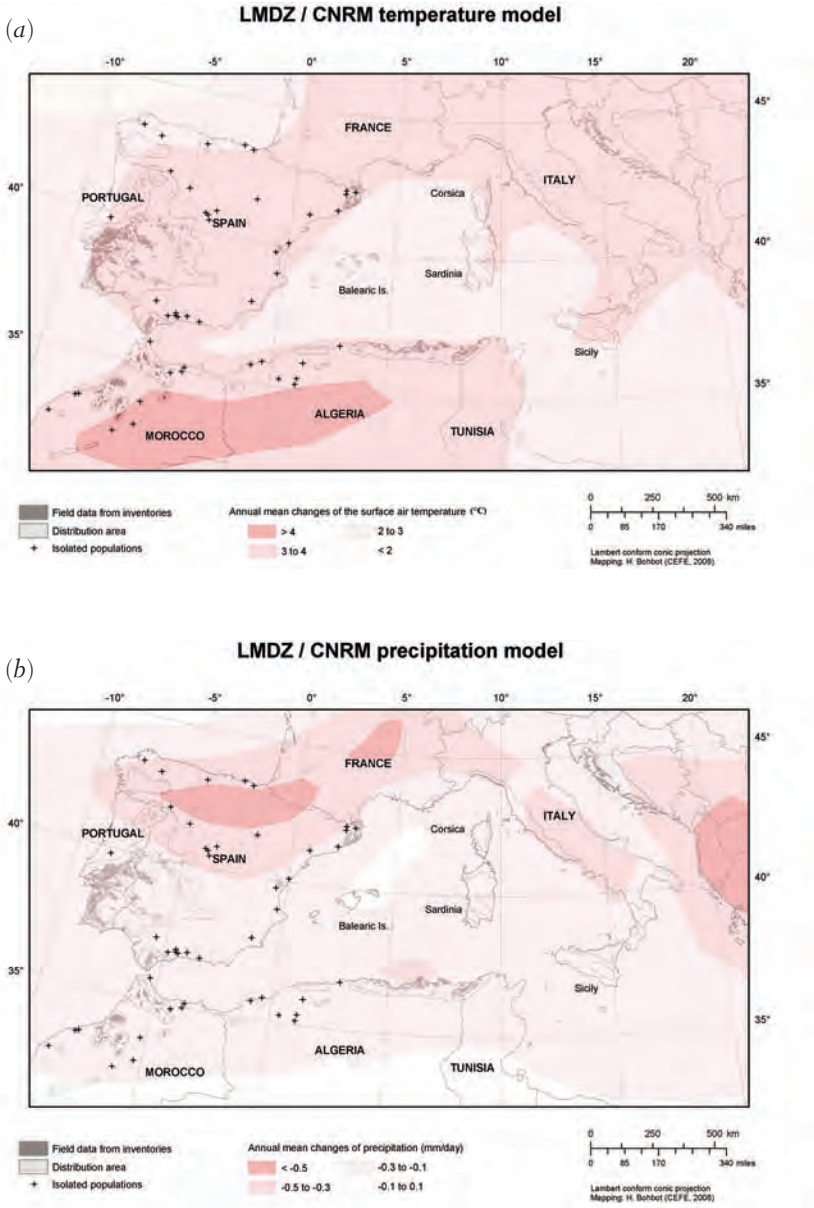 LMDZ / CNRM temperature model
(a)
-10° -5° 0° 5° 10° 15° 20°
45°
FRANCE
40°
PORTUGAL
Corsica
ITALY
SPAIN
40°
Sardinia
Balearic Is.
35°
Sicily
35°
ALGERIA
MOROCCO
TUNISIA
Field data from inventories
Distribution area
Isolated populations
Annual mean changes of the surface air temperature (°C)
> 4 2 to 3
3 to 4 < 2
0 250 500 km
0 85 170 340 miles
Lambert conform conic projection
Mapping: H. Bohbot (CEFE, 2008)
LMDZ / CNRM precipitation model
(b)
-10° -5° 0° 5° 10° 15° 20°
45°
FRANCE
40°
PORTUGAL
Corsica
ITALY
SPAIN
40°
Sardinia
Balearic Is.
35°
Sicily
35°
ALGERIA
MOROCCO
TUNISIA
Field data from inventories
Distribution area
Isolated populations
Annual mean changes of precipitation (mm/day)
< -0.5 -0.3 to -0.1
-0.5 to -0.3 -0.1 to 0.1
0 250 500 km
0 85 170 340 miles
Lambert conform conic projection
Mapping: H. Bohbot (CEFE, 2008)